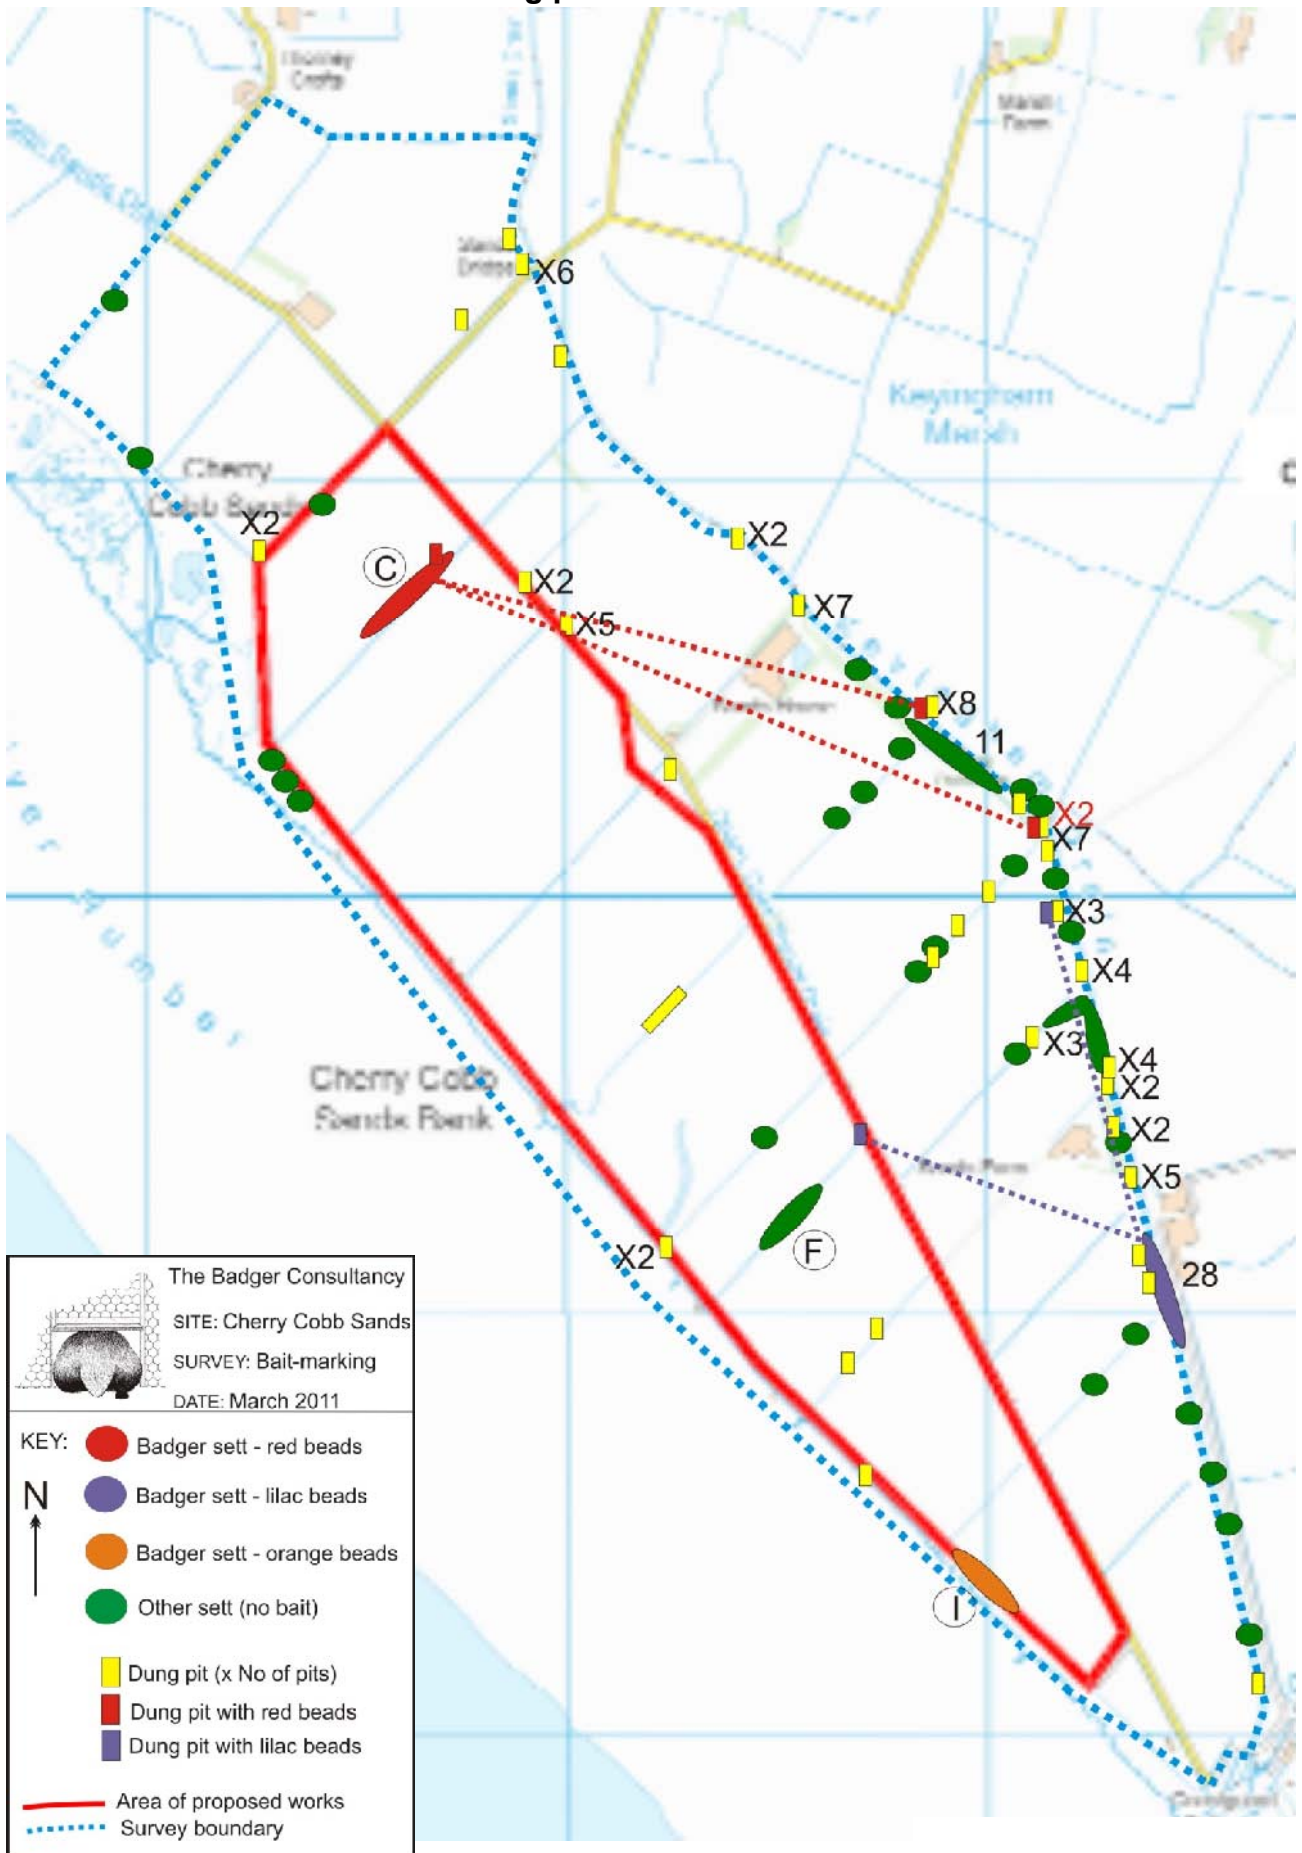 Marsh
Farm
X6
Keyingham
Marsh
Cherry
Cobb Sands
X2
C
X2
X2
X5
X7
X8
11
X2
X7
X3
X4
X3
X4
X2
X2
X5
Cherry Cobb
Sands Bank
X2
F
28
I
The Badger Consultancy
SITE: Cherry Cobb Sands
SURVEY: Bait-marking
DATE: March 2011
KEY:
Badger sett - red beads
N
Badger sett - lilac beads
Badger sett - orange beads
Other sett (no bait)
Dung pit (x No of pits)
Dung pit with red beads
Dung pit with lilac beads
Area of proposed works
Survey boundary